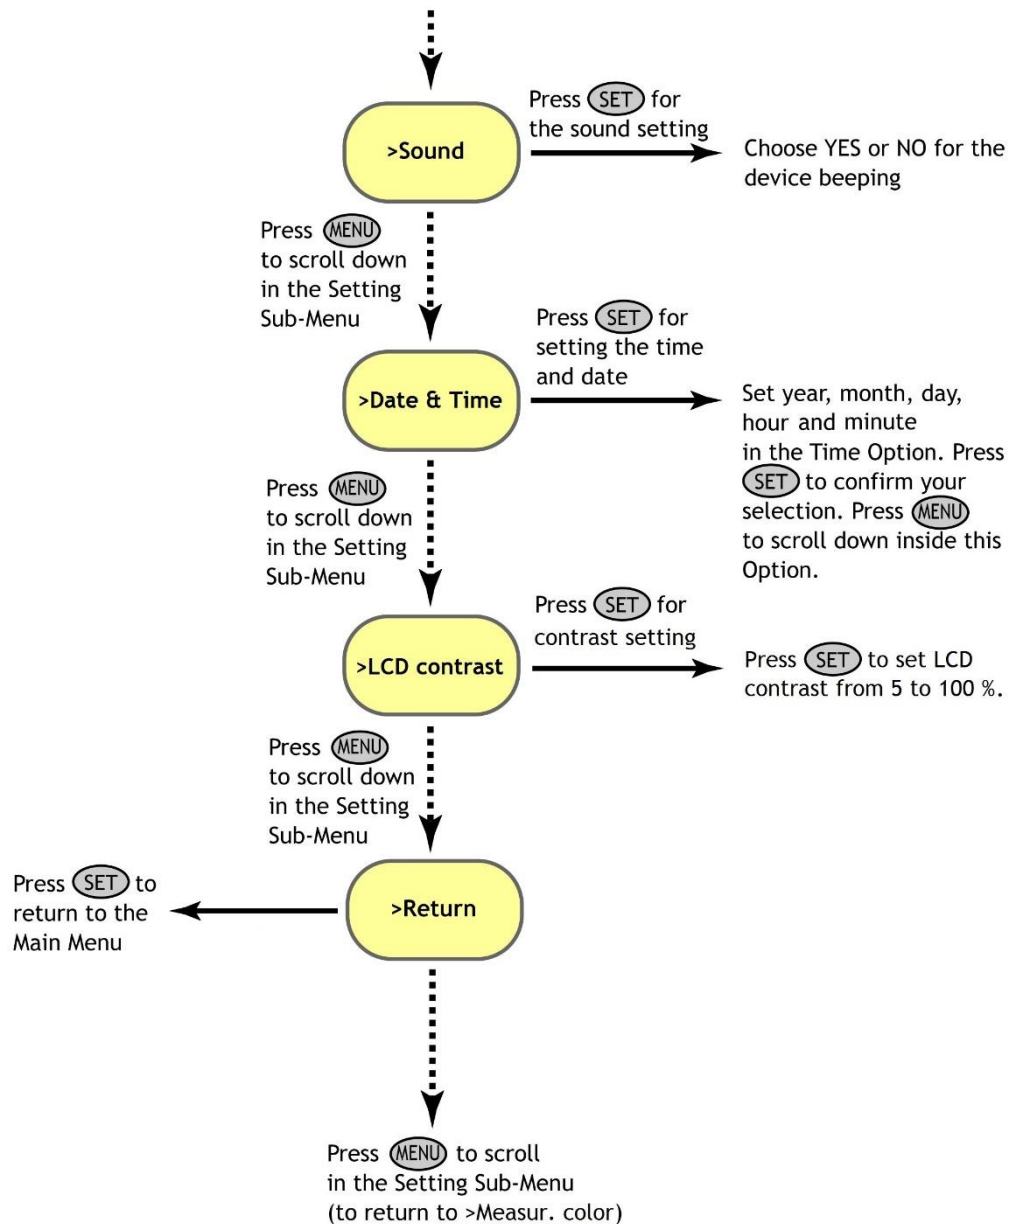 Press SET for
the sound setting
>Sound
Choose YES or NO for the
device beeping
Press MENU
to scroll down
in the Setting
Sub-Menu
Press SET for
setting the time
and date
>Date & Time
Set year, month, day,
hour and minute
in the Time Option. Press
SET to confirm your
selection. Press MENU
to scroll down inside this
Option.
Press MENU
to scroll down
in the Setting
Sub-Menu
Press SET for
contrast setting
>LCD contrast
Press SET to set LCD
contrast from 5 to 100 %.
Press MENU
to scroll down
in the Setting
Sub-Menu
Press SET to
return to the
Main Menu
>Return
Press MENU to scroll
in the Setting Sub-Menu
(to return to >Measur. color)